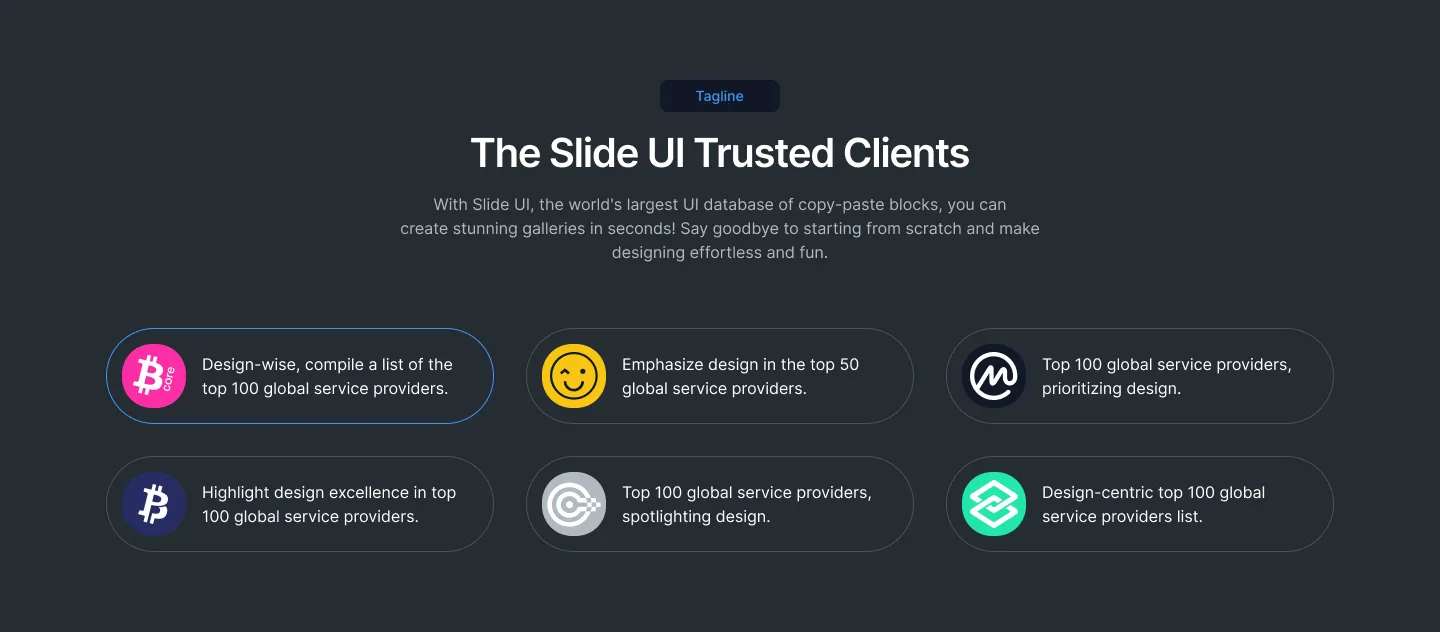 Tagline
The Slide UI Trusted Clients
With Slide UI, the world's largest UI database of copy-paste blocks, you can
create stunning galleries in seconds! Say goodbye to starting from scratch and make
designing effortless and fun.
core
Design-wise, compile a list of the
top 100 global service providers.
Emphasize design in the top 50
global service providers.
Top 100 global service providers,
prioritizing design.
Highlight design excellence in top
100 global service providers.
Top 100 global service providers,
spotlighting design.
Design-centric top 100 global
service providers list.